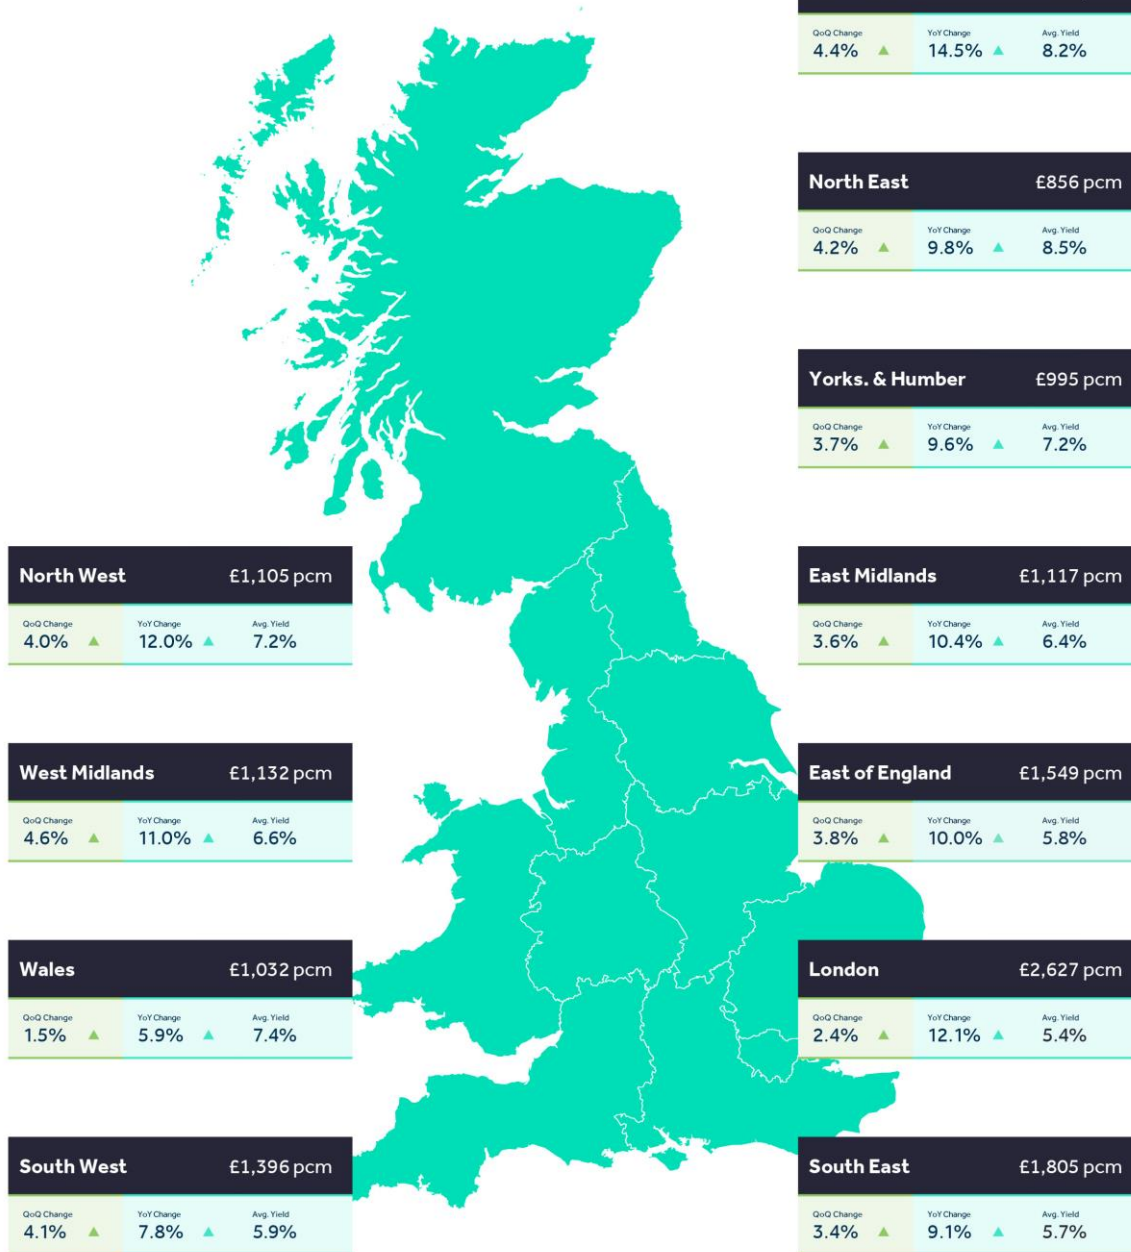 QoQ Change YoY Change Avg. Yield
4.4% 14.5% 8.2%
North East £856 pcm
QoQ Change YoY Change Avg. Yield
4.2% 9.8% 8.5%
Yorks. & Humber £995 pcm
QoQ Change YoY Change Avg. Yield
3.7% 9.6% 7.2%
North West £1,105 pcm
QoQ Change YoY Change Avg. Yield
4.0% 12.0% 7.2%
East Midlands £1,117 pcm
QoQ Change YoY Change Avg. Yield
3.6% 10.4% 6.4%
West Midlands £1,132 pcm
QoQ Change YoY Change Avg. Yield
4.6% 11.0% 6.6%
East of England £1,549 pcm
QoQ Change YoY Change Avg. Yield
3.8% 10.0% 5.8%
Wales £1,032 pcm
QoQ Change YoY Change Avg. Yield
1.5% 5.9% 7.4%
London £2,627 pcm
QoQ Change YoY Change Avg. Yield
2.4% 12.1% 5.4%
South West £1,396 pcm
QoQ Change YoY Change Avg. Yield
4.1% 7.8% 5.9%
South East £1,805 pcm
QoQ Change YoY Change Avg. Yield
3.4% 9.1% 5.7%